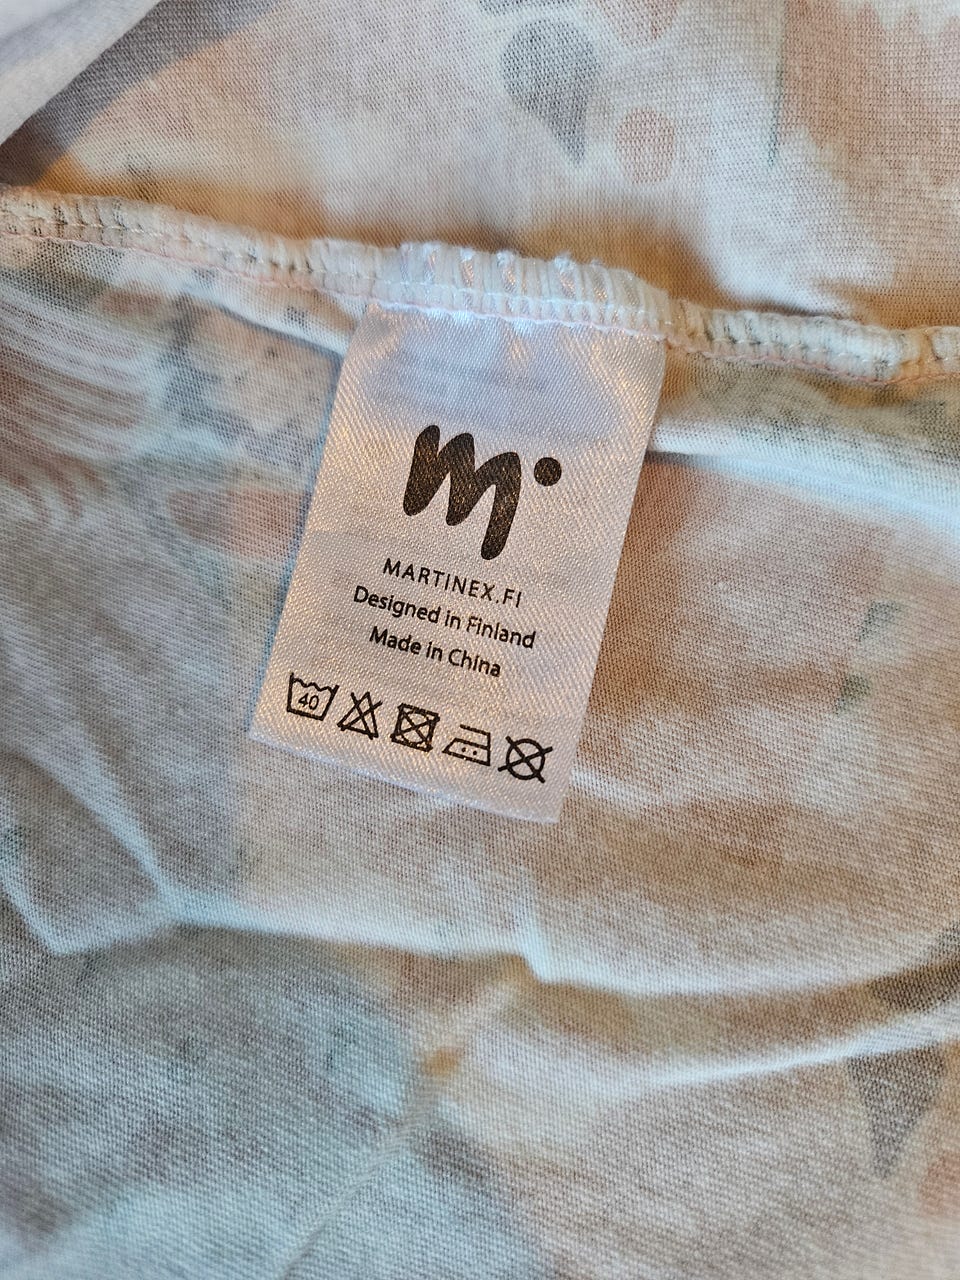 m
MARTINEX.FI
Designed in Finland
Made in China
40